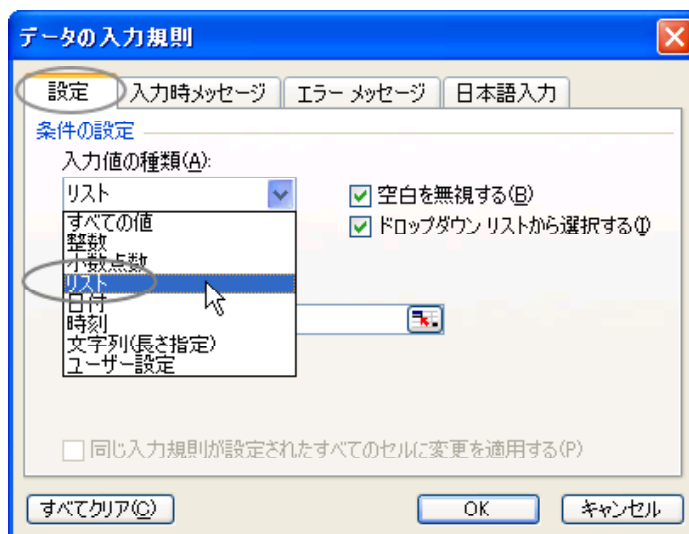 データの入力規則
設定 入力時メッセージ エラー メッセージ 日本語入力
条件の設定
入力値の種類(A):
リスト 空白を無視する(B)
すべての値 ドロップダウン リストから選択する(I)
整数
小数点数
リスト
日付
時刻
文字列(長さ指定)
ユーザー設定
同じ入力規則が設定されたすべてのセルに変更を適用する(P)
すべてクリア(C) OK キャンセル